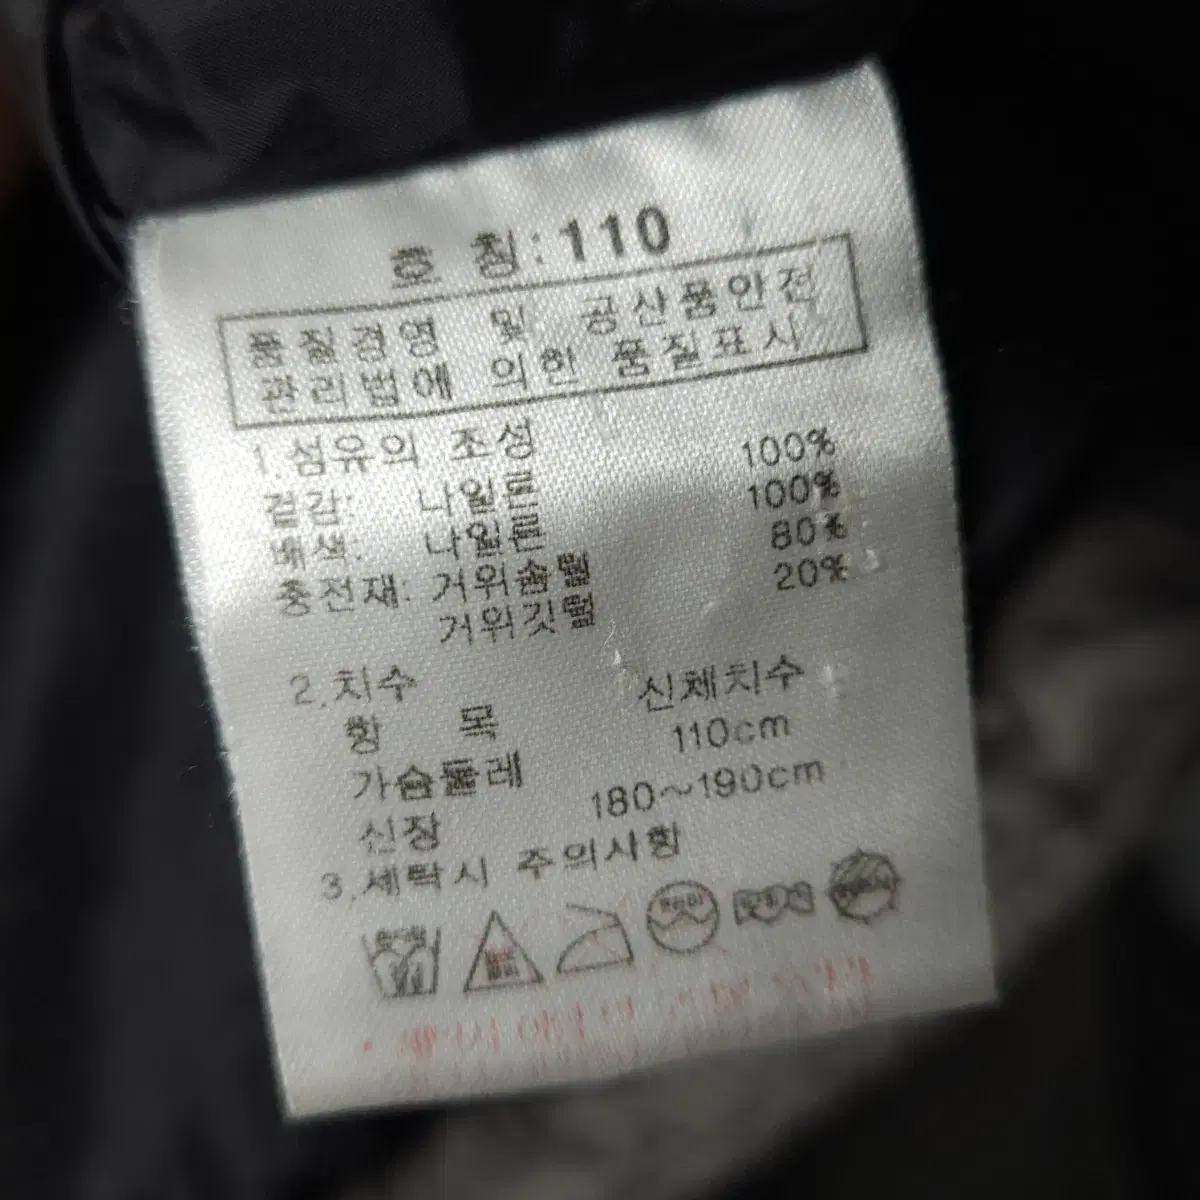 호 칭: 110
품질경영 및 공산품안전
관리법에 의한 품질표시
1.섬유의 조성
겉감: 나일론 100%
배색: 나일론 100%
충전재: 거위솜털 80%
거위깃털 20%
2.치수
항 목 신체치수
가슴둘레 110cm
신장 180~190cm
3.세탁시 주의사항